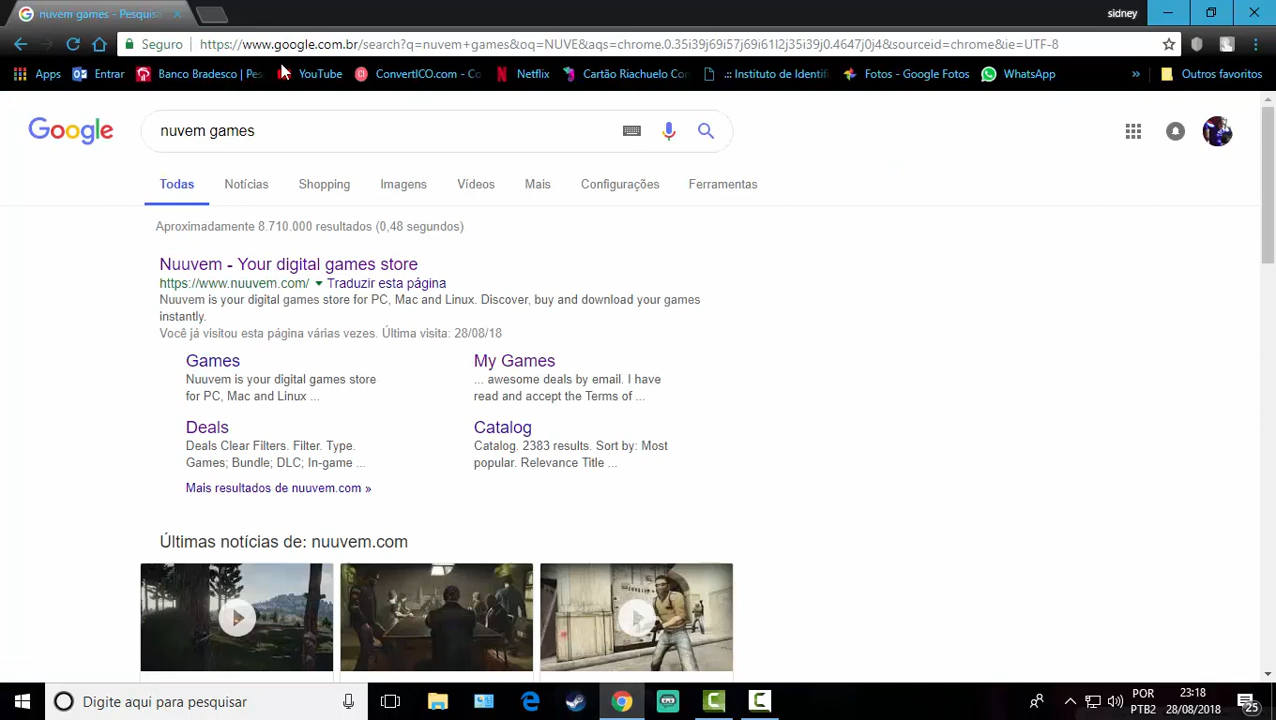 nuvem games - Pesquisa
sidney
Seguro
https://www.google.com.br/search?q=nuvem+games&oq=NUVE&aqs=chrome.0.35i39j69i57j69i61l2j35i39j0.4647j0j4&sourceid=chrome&ie=UTF-8
Apps
Entrar
Banco Bradesco | Pes
YouTube
ConvertICO.com - Co
Netflix
Cartão Riachuelo Con
.:: Instituto de Identifi
Fotos - Google Fotos
WhatsApp
»
Outros favoritos
Google
nuvem games
Todas
Notícias
Shopping
Imagens
Vídeos
Mais
Configurações
Ferramentas
Aproximadamente 8.710.000 resultados (0,48 segundos)
Nuuvem - Your digital games store
https://www.nuuvem.com/ ▾ Traduzir esta página
Nuuvem is your digital games store for PC, Mac and Linux. Discover, buy and download your games
instantly.
Você já visitou esta página várias vezes. Última visita: 28/08/18
Games
Nuuvem is your digital games store
for PC, Mac and Linux ...
My Games
... awesome deals by email. I have
read and accept the Terms of ...
Deals
Deals Clear Filters. Filter. Type.
Games; Bundle; DLC; In-game ...
Catalog
Catalog. 2383 results. Sort by: Most
popular. Relevance Title ...
Mais resultados de nuuvem.com »
Últimas notícias de: nuuvem.com
Digite aqui para pesquisar
POR
PTB2
23:18
28/08/2018
25